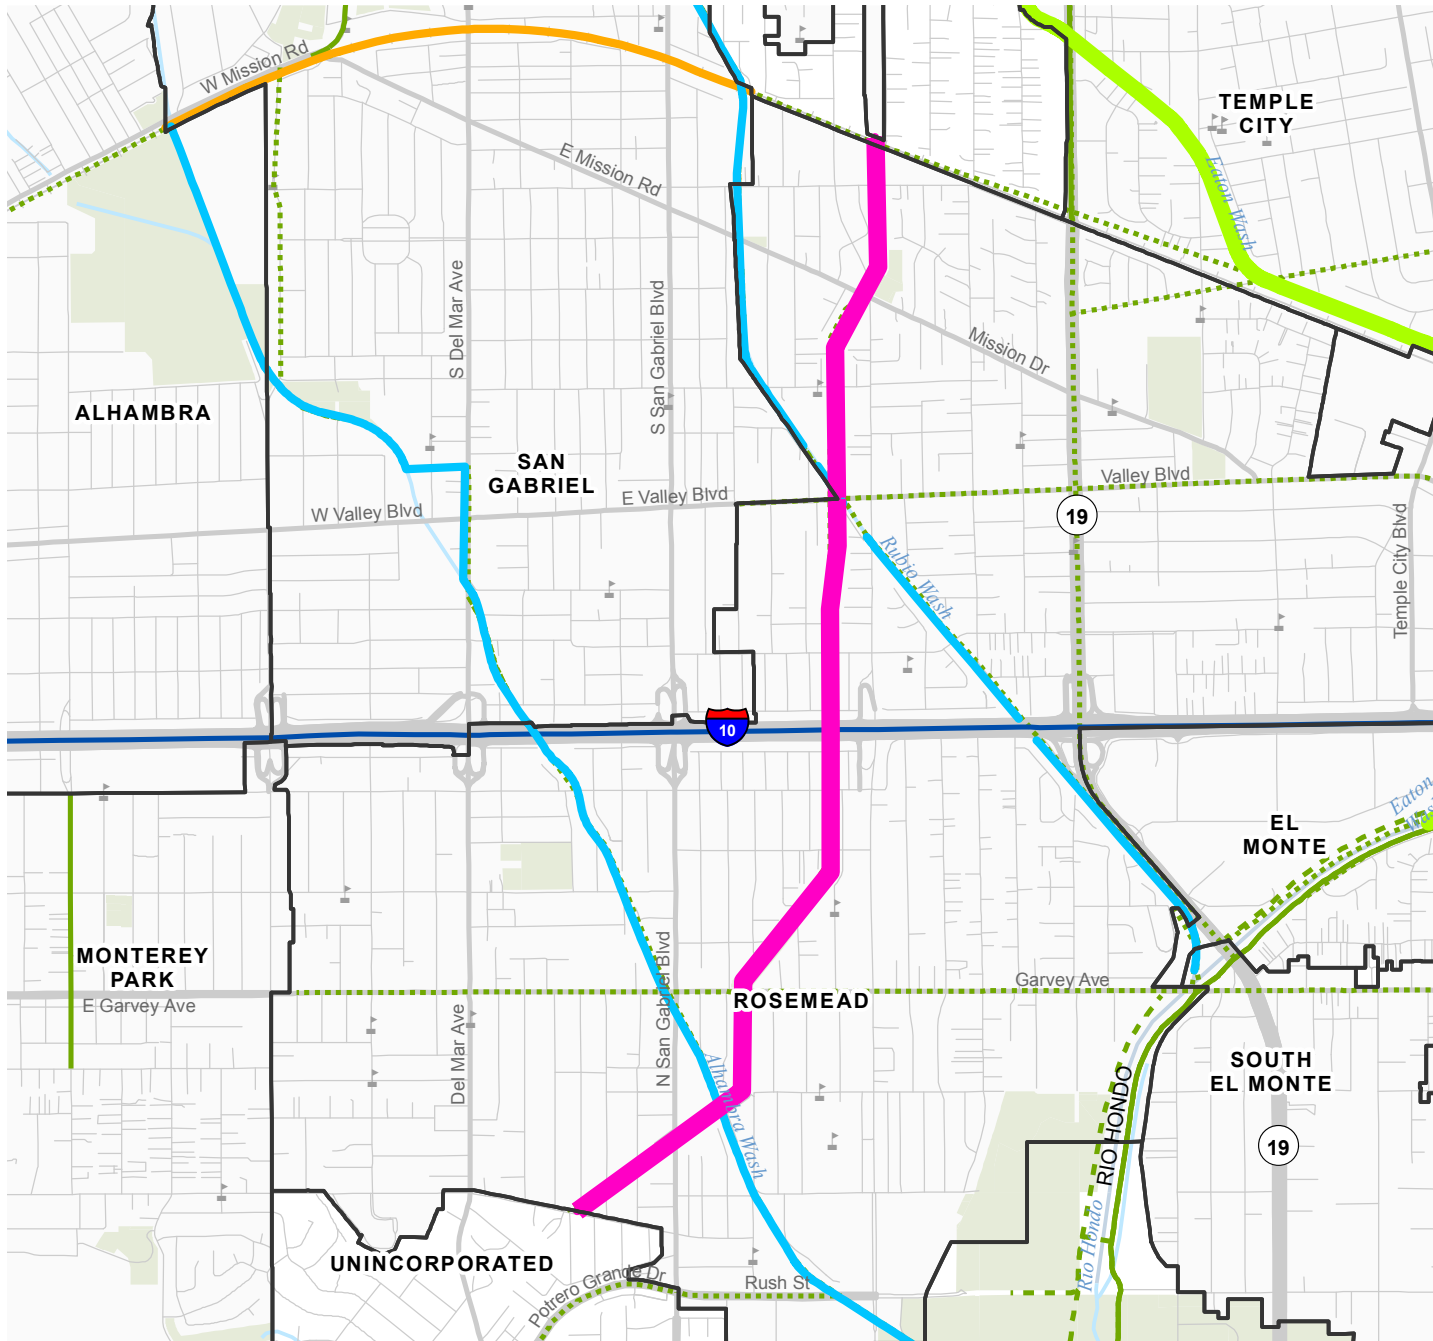 W Mission Rd
TEMPLE
CITY
E Mission Rd
Eaton Wash
S Del Mar Ave
S San Gabriel Blvd
Mission Dr
ALHAMBRA
SAN
GABRIEL
W Valley Blvd
E Valley Blvd
Valley Blvd
19
Temple City Blvd
Rubio Wash
10
Eaton
Wash
EL
MONTE
MONTEREY
PARK
E Garvey Ave
N San Gabriel Blvd
Del Mar Ave
ROSEMEAD
Garvey Ave
SOUTH
EL MONTE
Alhambra Wash
RIO HONDO
19
Rio Hondo
UNINCORPORATED
Potrero Grande Dr
Rush St